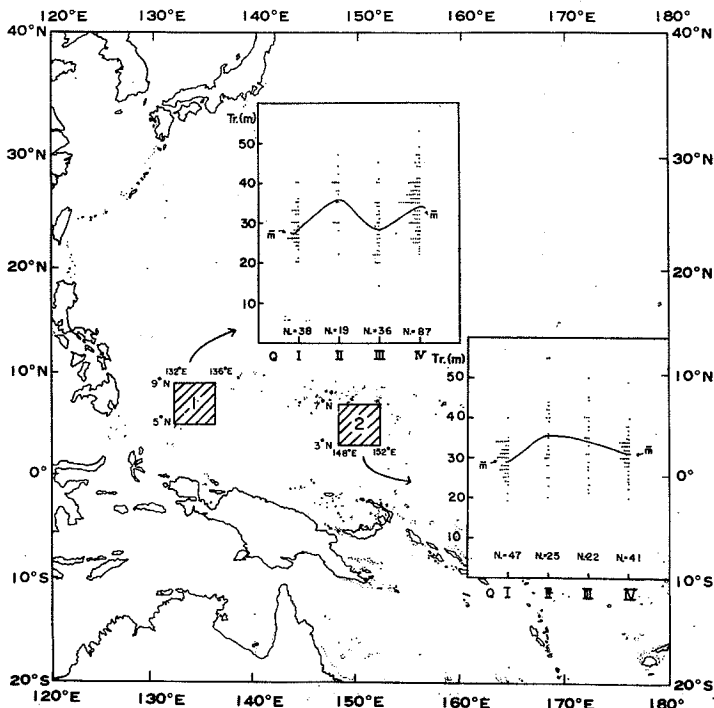 120°E 130°E 140°E 150°E 160°E 170°E 180°
40°N 40°N
30°N 30°N
20°N 20°N
10°N 10°N
0° 0°
10°S 10°S
20°S 20°S
120°E 130°E 140°E 150°E 160°E 170°E 180°
Tr.(m)
50
40
30
20
10
m̄
m̄
N=38 N=19 N=36 N=87
Q I II III IV
132°E 136°E
9°N
5°N
1
7°N
3°N
148°E 152°E
2
Tr.(m)
50
40
30
20
10
m̄
m̄
N=47 N=25 N=22 N=41
Q I II III IV